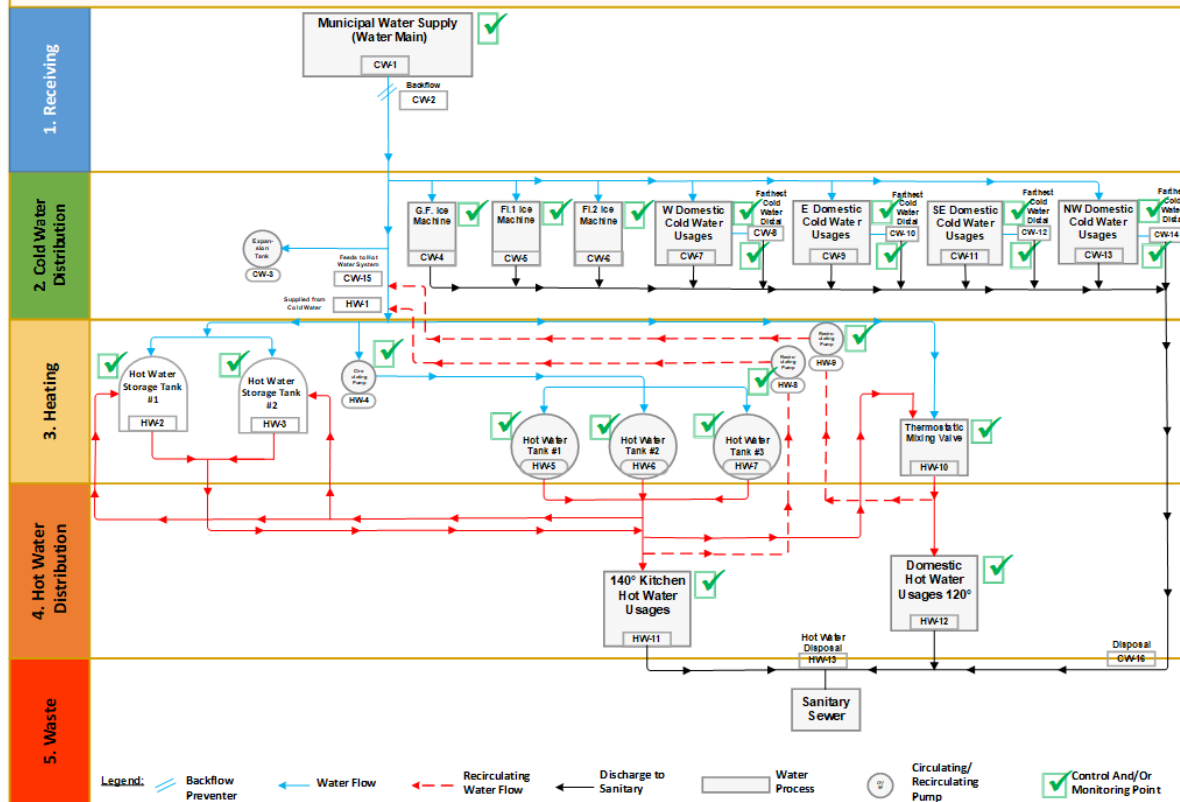 1. Receiving
Municipal Water Supply
(Water Main)
CW-1
Backflow
CW-2
2. Cold Water
Distribution
G.F. Ice
Machine
CW-4
Fl.1 Ice
Machine
CW-5
Fl.2 Ice
Machine
CW-6
W Domestic
Cold Water
Usages
CW-7
Farthest
Cold
Water
Distal
CW-8
E Domestic
Cold Water
Usages
CW-9
Farthest
Cold
Water
Distal
CW-10
SE Domestic
Cold Water
Usages
CW-11
Farthest
Cold
Water
Distal
CW-12
NW Domestic
Cold Water
Usages
CW-13
Farthest
Cold
Water
Distal
CW-14
Expan-
sion
Tank
CW-3
Feeds to Hot
Water System
CW-15
Supplied from
Cold Water
HW-1
3. Heating
Hot Water
Storage Tank
#1
HW-2
Hot Water
Storage Tank
#2
HW-3
Circ
ulating
Pump
HW-4
Recircu-
lating
Pump
HW-8
Recircu-
lating
Pump
HW-9
Hot Water
Tank #1
HW-5
Hot Water
Tank #2
HW-6
Hot Water
Tank #3
HW-7
Thermostatic
Mixing Valve
HW-10
4. Hot Water
Distribution
140° Kitchen
Hot Water
Usages
HW-11
Domestic
Hot Water
Usages 120°
HW-12
Hot Water
Disposal
HW-13
Disposal
CW-16
5. Waste
Sanitary
Sewer
Legend:
Backflow
Preventer
Water Flow
Recirculating
Water Flow
Discharge to
Sanitary
Water
Process
Circulating/
Recirculating
Pump
Control And/Or
Monitoring Point